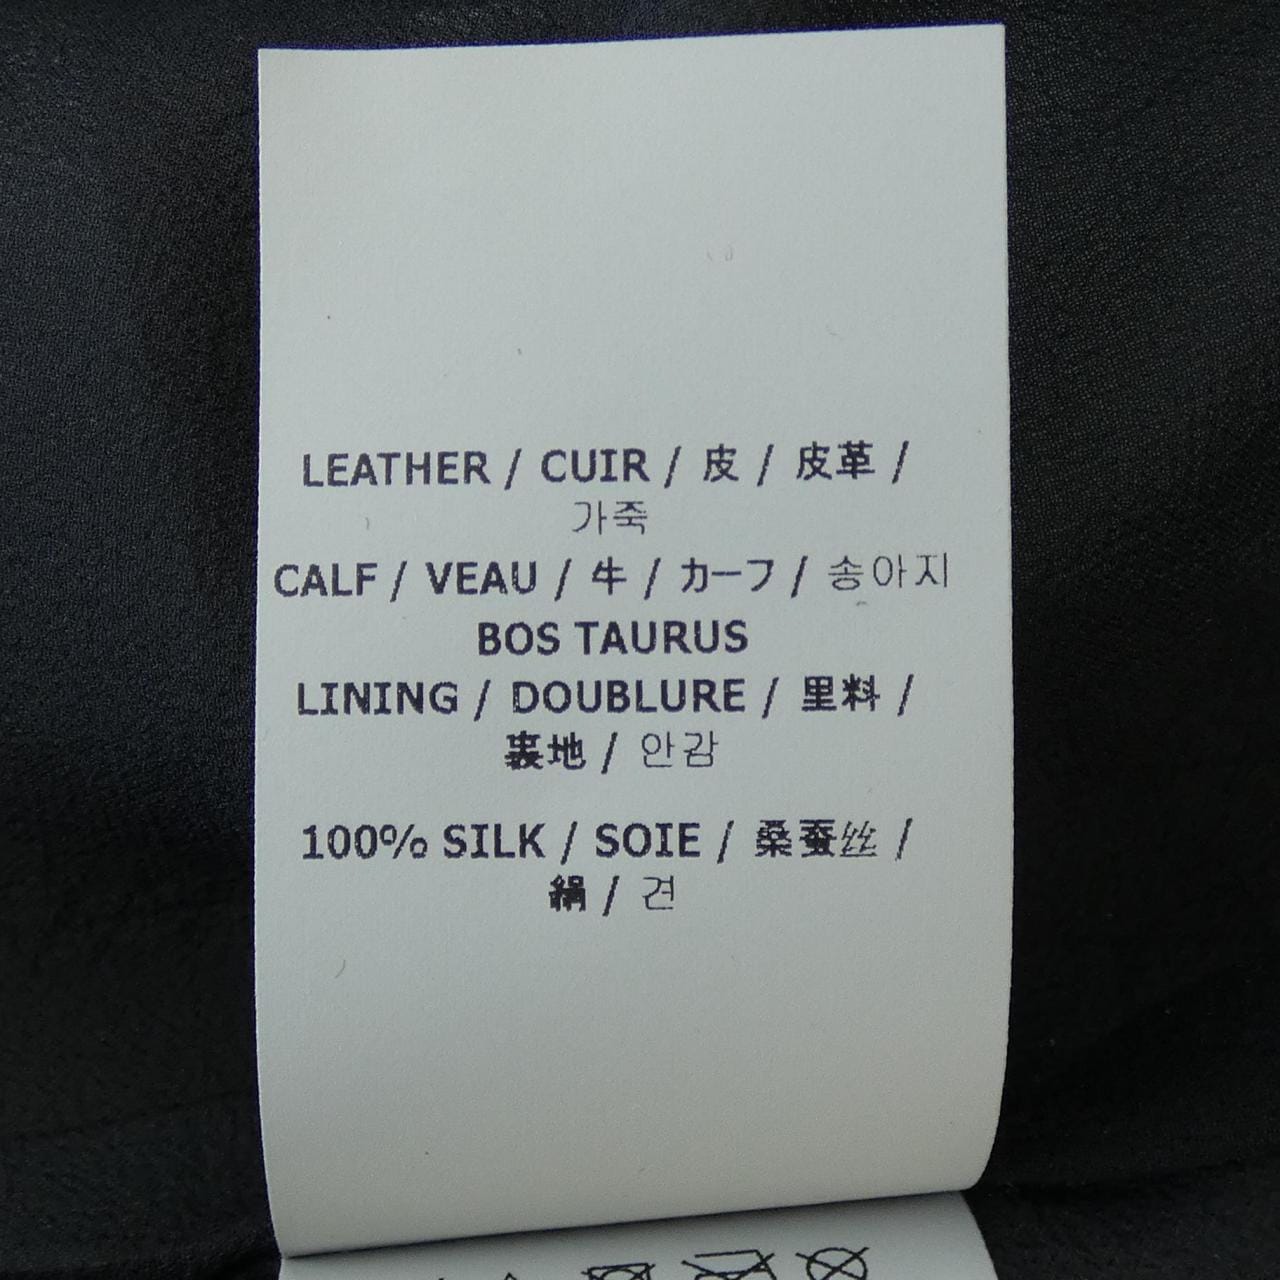 LEATHER / CUIR / 皮 / 皮革 /
가죽
CALF / VEAU / 牛 / カーフ / 송아지
BOS TAURUS
LINING / DOUBLURE / 里料 /
裏地 / 안감
100% SILK / SOIE / 桑蚕丝 /
絹 / 견